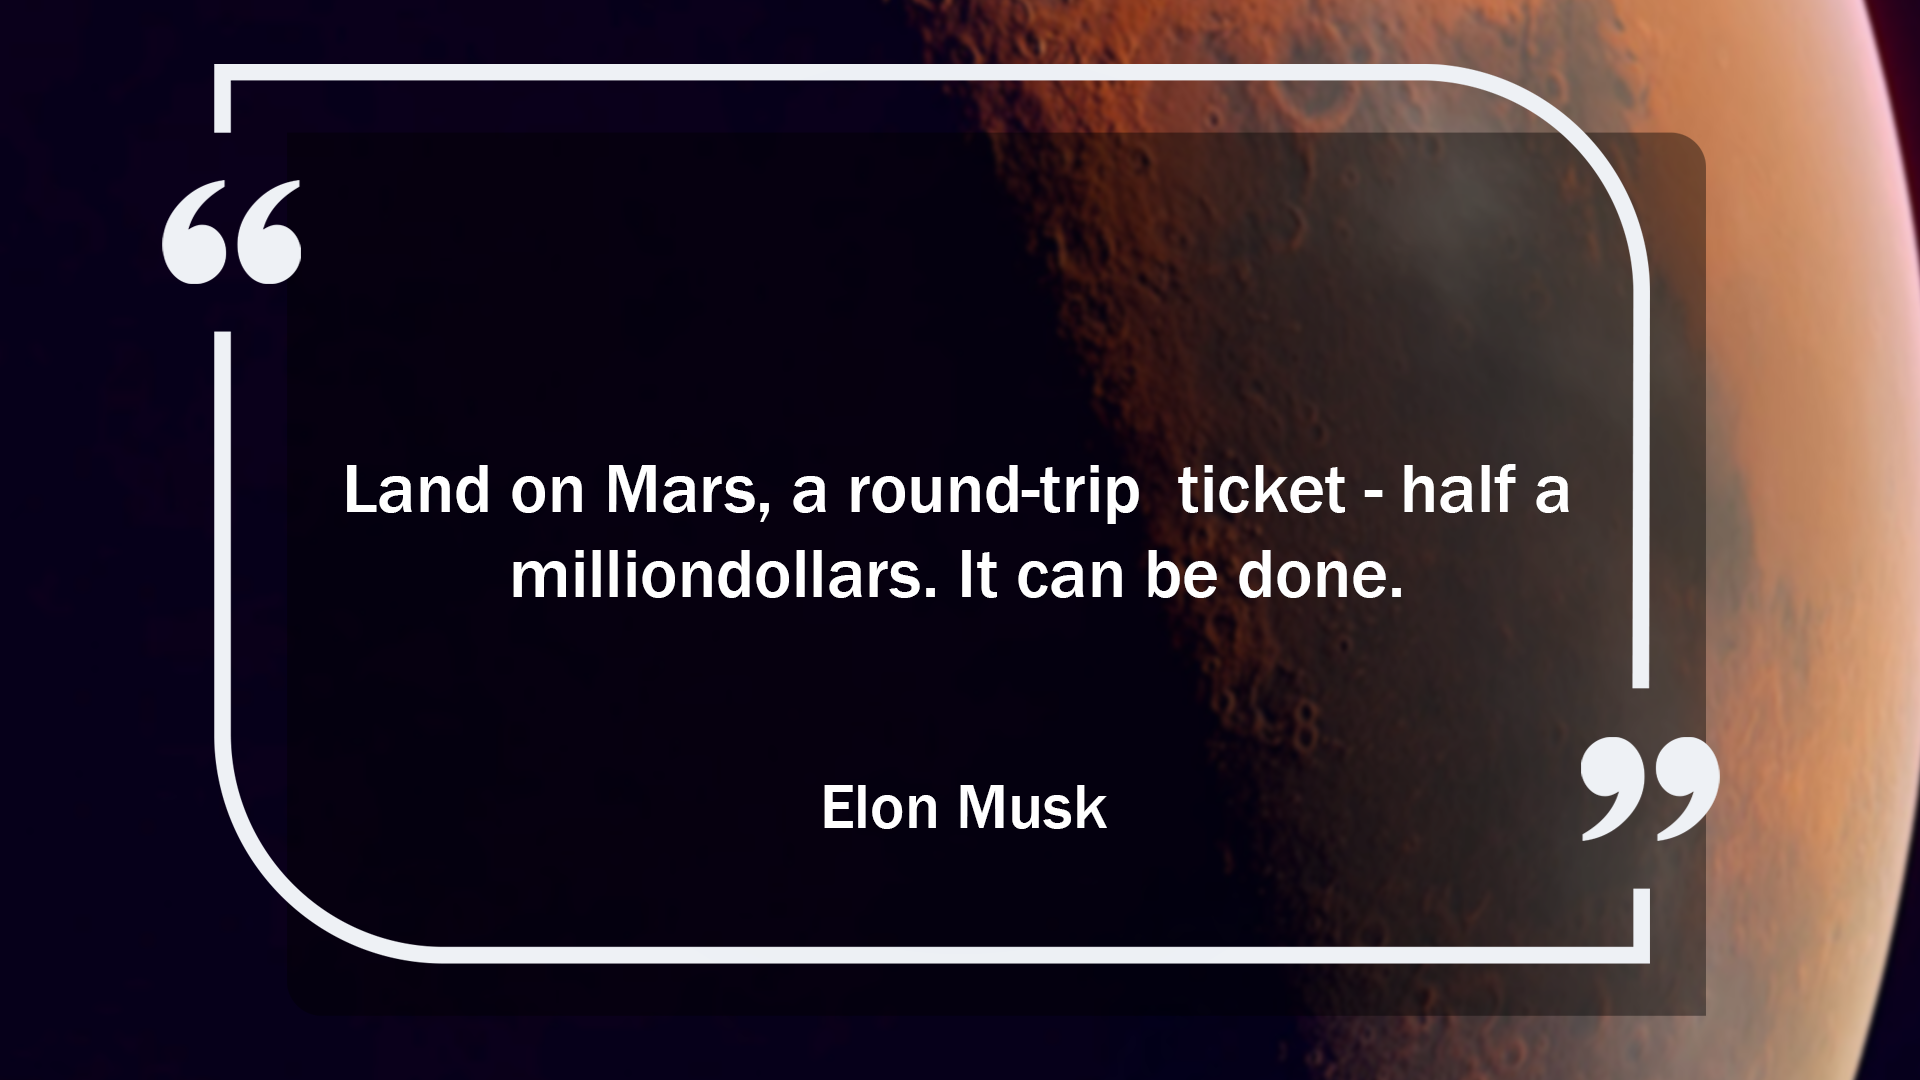 “
Land on Mars, a round-trip  ticket - half a
milliondollars. It can be done.
Elon Musk
”